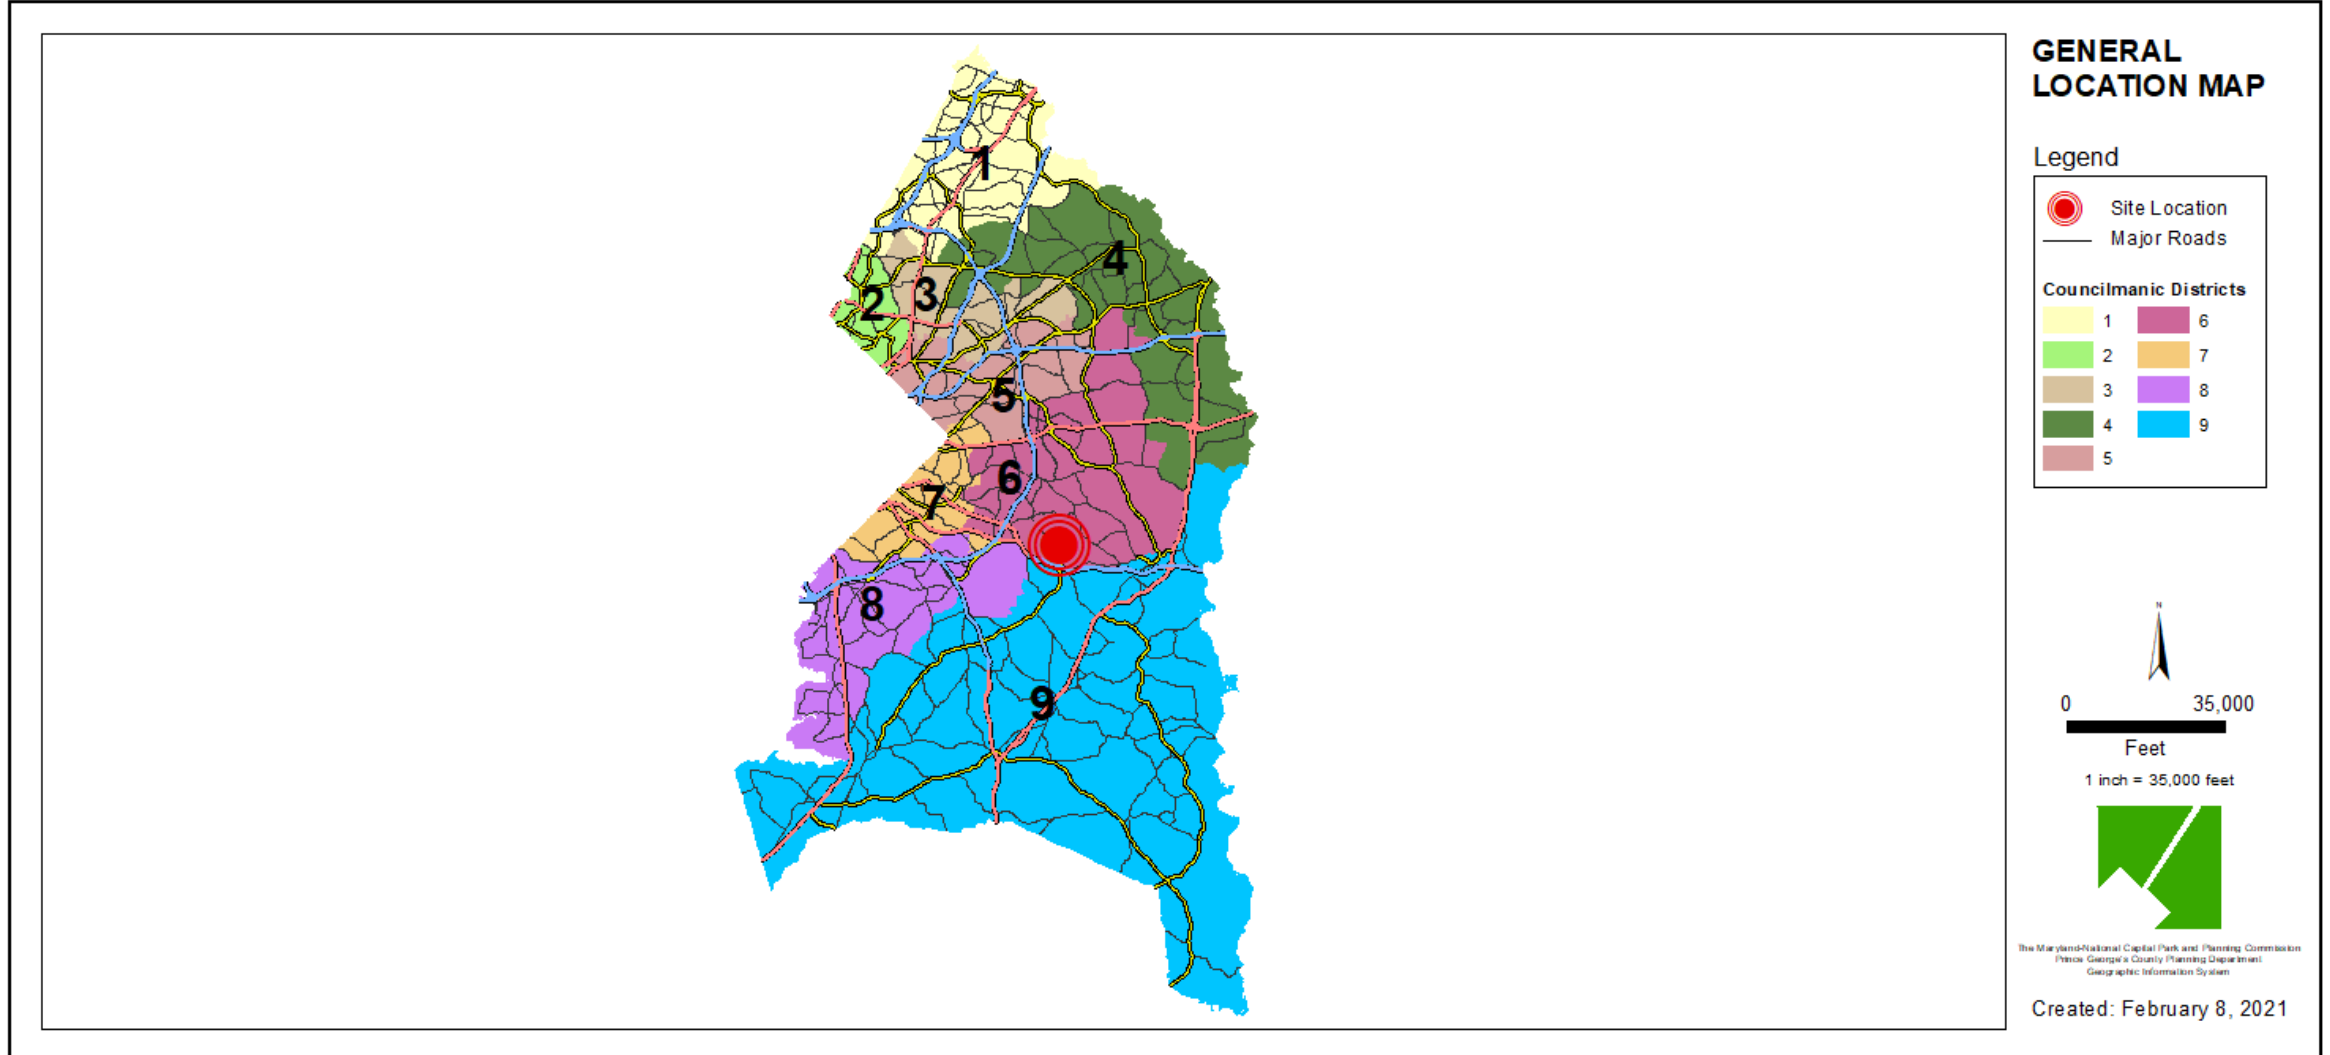 GENERAL
LOCATION MAP
Legend
Site Location
Major Roads
Councilmanic Districts
1 6
2 7
3 8
4 9
5
1
4
3
2
5
6
7
8
9
N
0 35,000
Feet
1 inch = 35,000 feet
The Maryland-National Capital Park and Planning Commission
Prince George's County Planning Department
Geographic Information System
Created: February 8, 2021